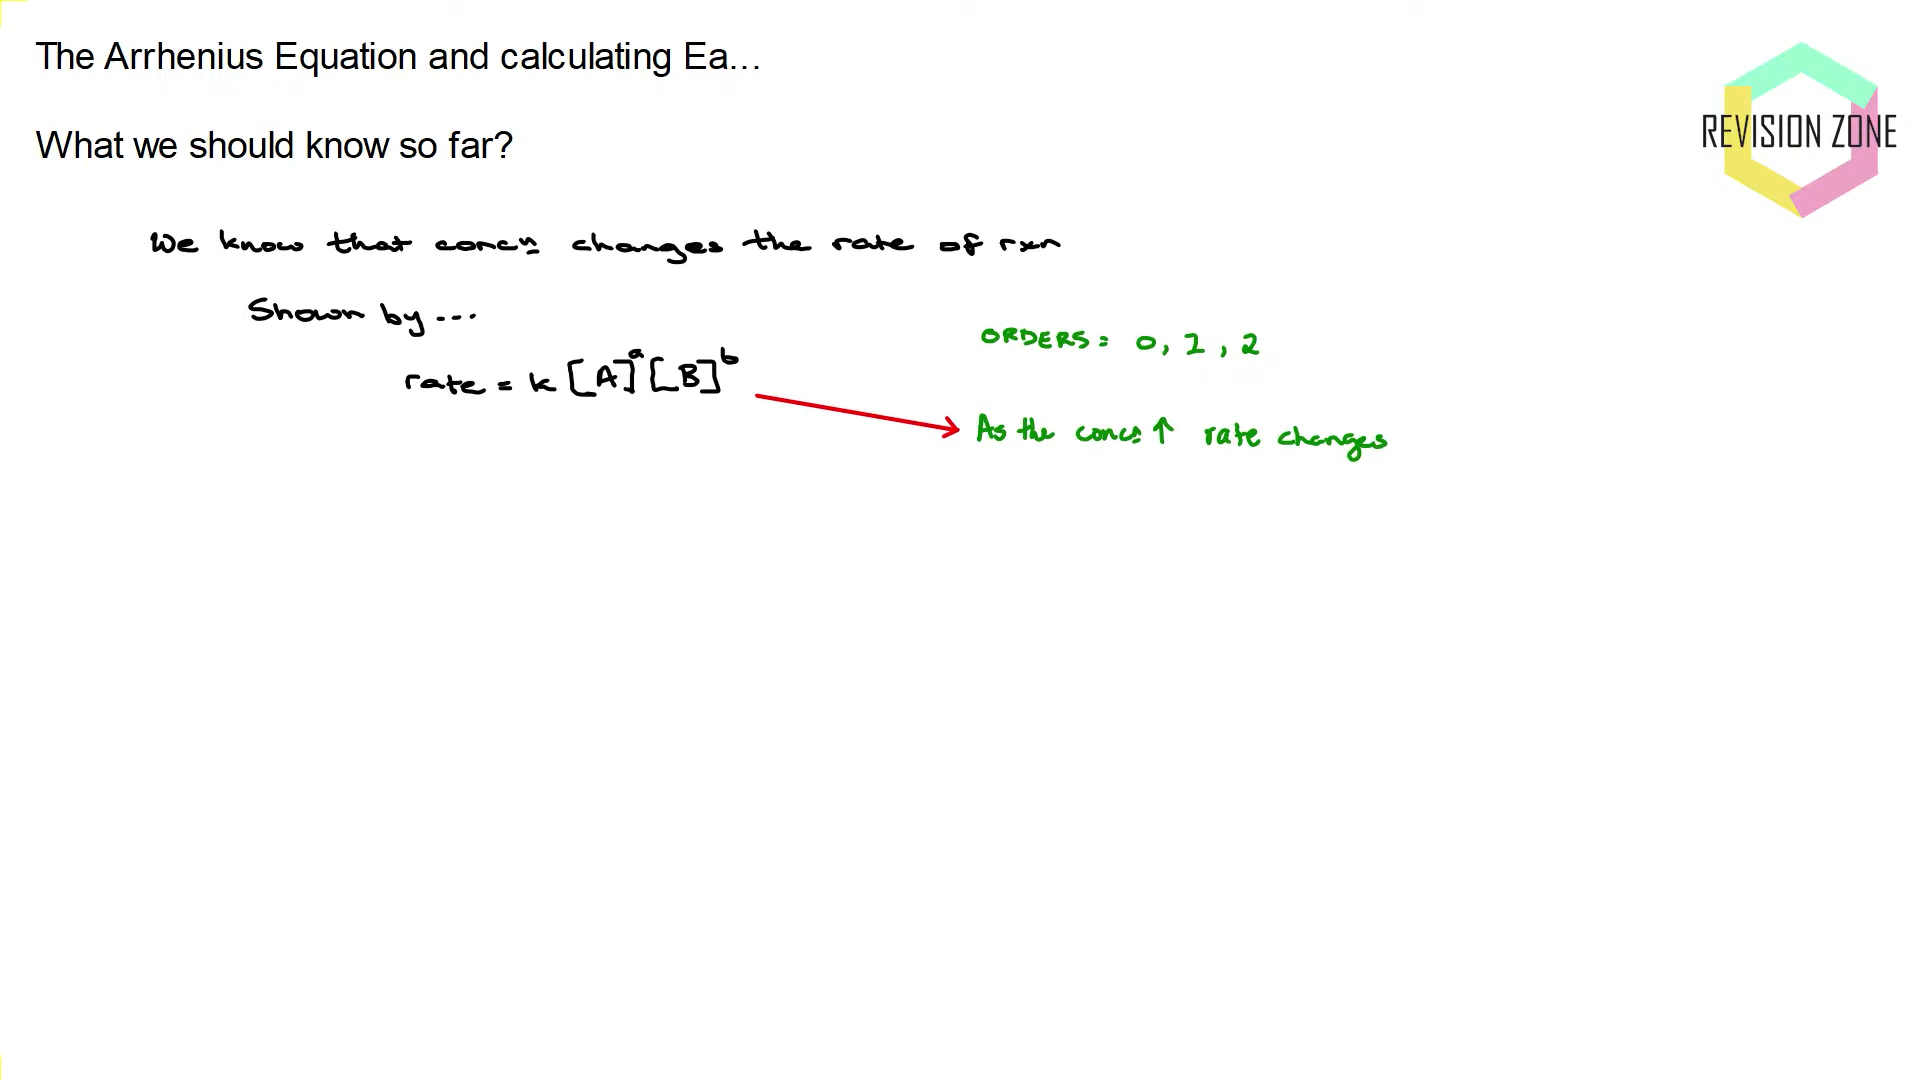 The Arrhenius Equation and calculating Ea...
REVISION ZONE
What we should know so far?
We know that concn changes the rate of rxn
Shown by ...
rate = k [A]^a [B]^b
ORDERS = 0, 1, 2
As the concn ↑ rate changes